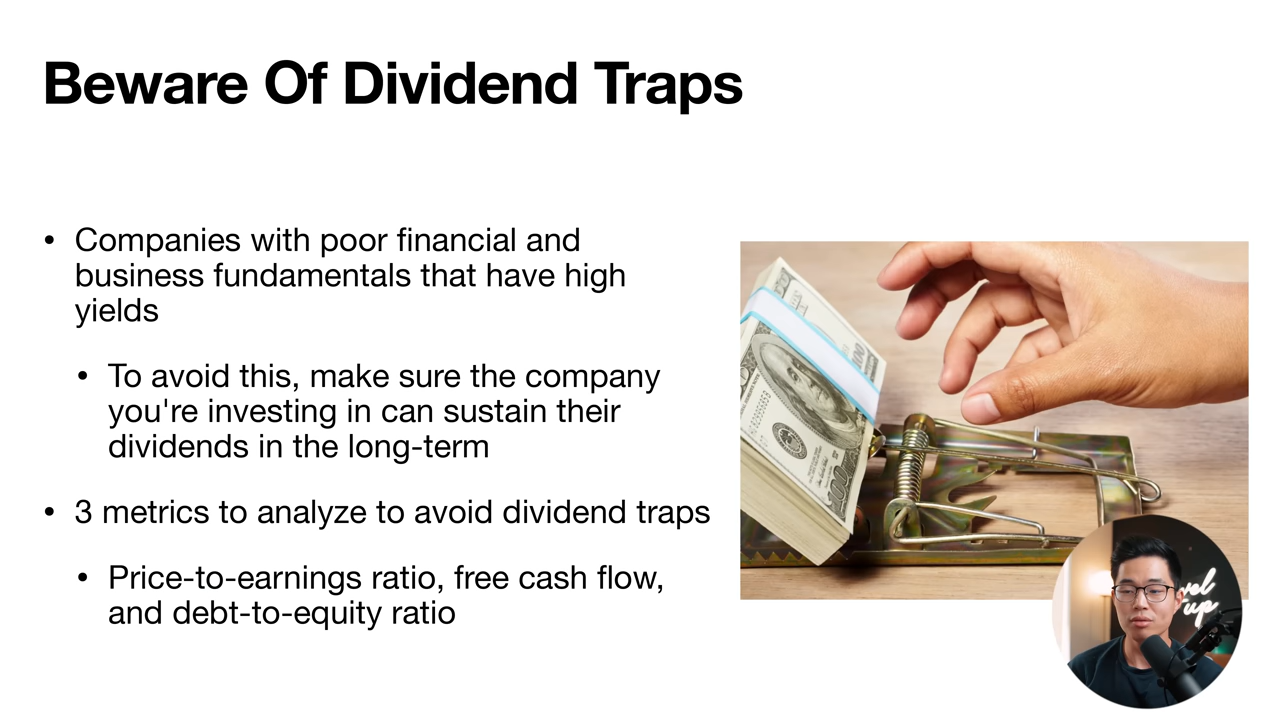 Beware Of Dividend Traps
• Companies with poor financial and
business fundamentals that have high
yields
• To avoid this, make sure the company
you're investing in can sustain their
dividends in the long-term
• 3 metrics to analyze to avoid dividend traps
• Price-to-earnings ratio, free cash flow,
and debt-to-equity ratio
100
up